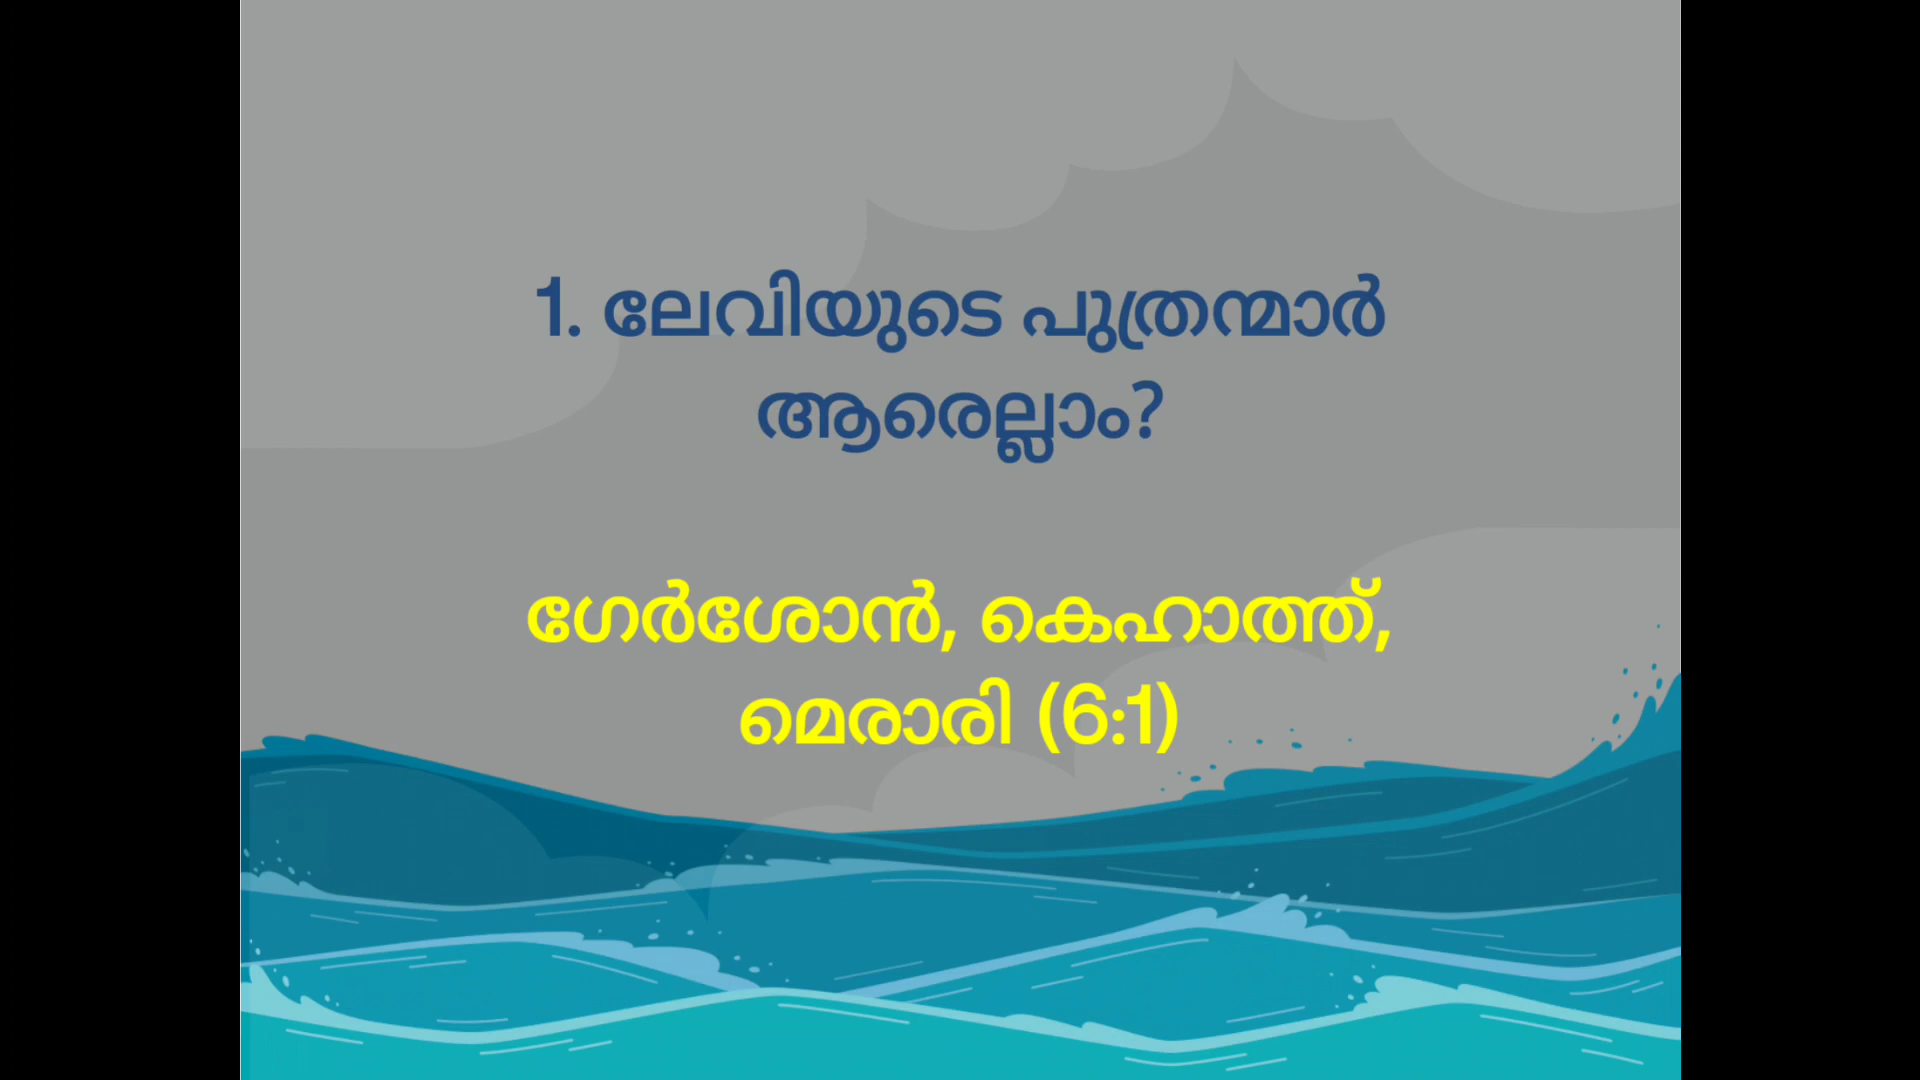 1. ലേവിയുടെ പുത്രന്മാർ
ആരെല്ലാം?
ഗേർശോൻ, കെഹാത്ത്,
മെരാരി (6:1)